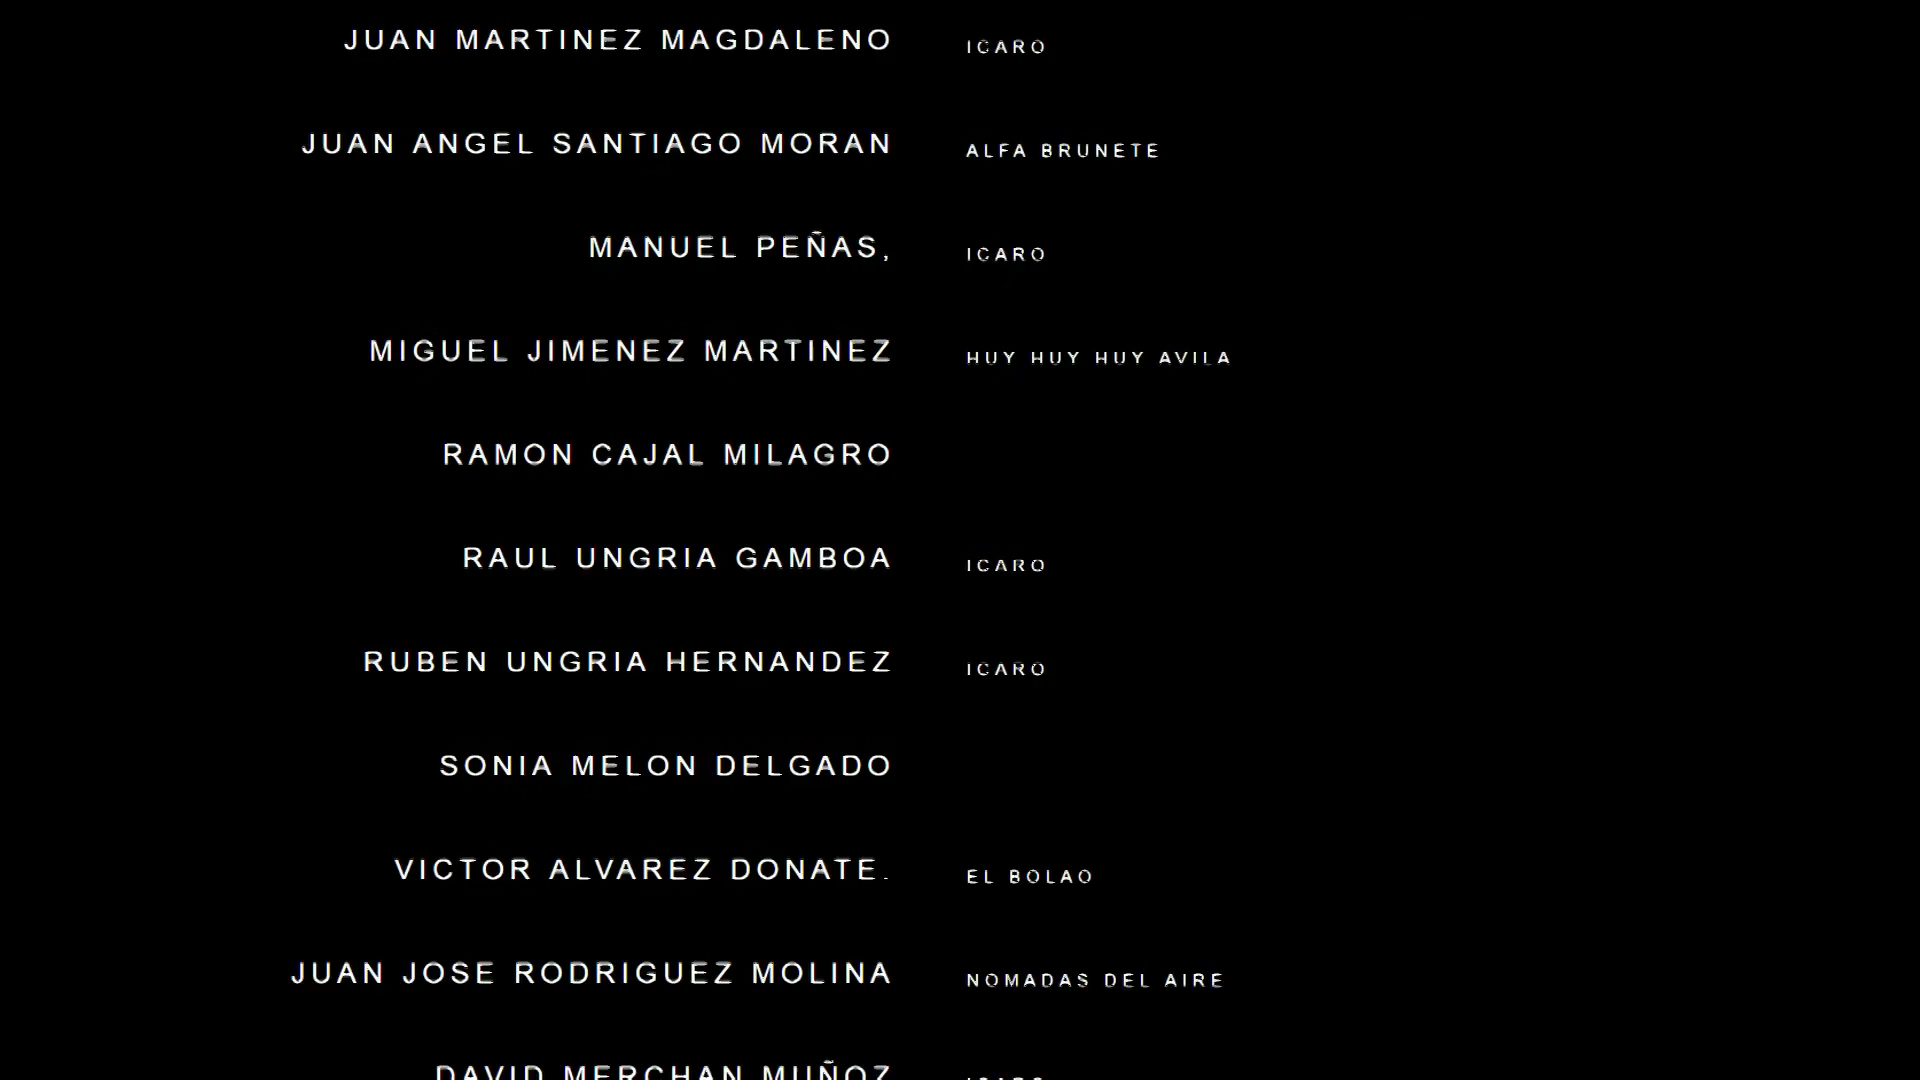 JUAN MARTINEZ MAGDALENO ICARO
JUAN ANGEL SANTIAGO MORAN ALFA BRUNETE
MANUEL PEÑAS, ICARO
MIGUEL JIMENEZ MARTINEZ HUY HUY HUY AVILA
RAMON CAJAL MILAGRO
RAUL UNGRIA GAMBOA ICARO
RUBEN UNGRIA HERNANDEZ ICARO
SONIA MELON DELGADO
VICTOR ALVAREZ DONATE. EL BOLAO
JUAN JOSE RODRIGUEZ MOLINA NOMADAS DEL AIRE
DAVID MERCHAN MUÑOZ